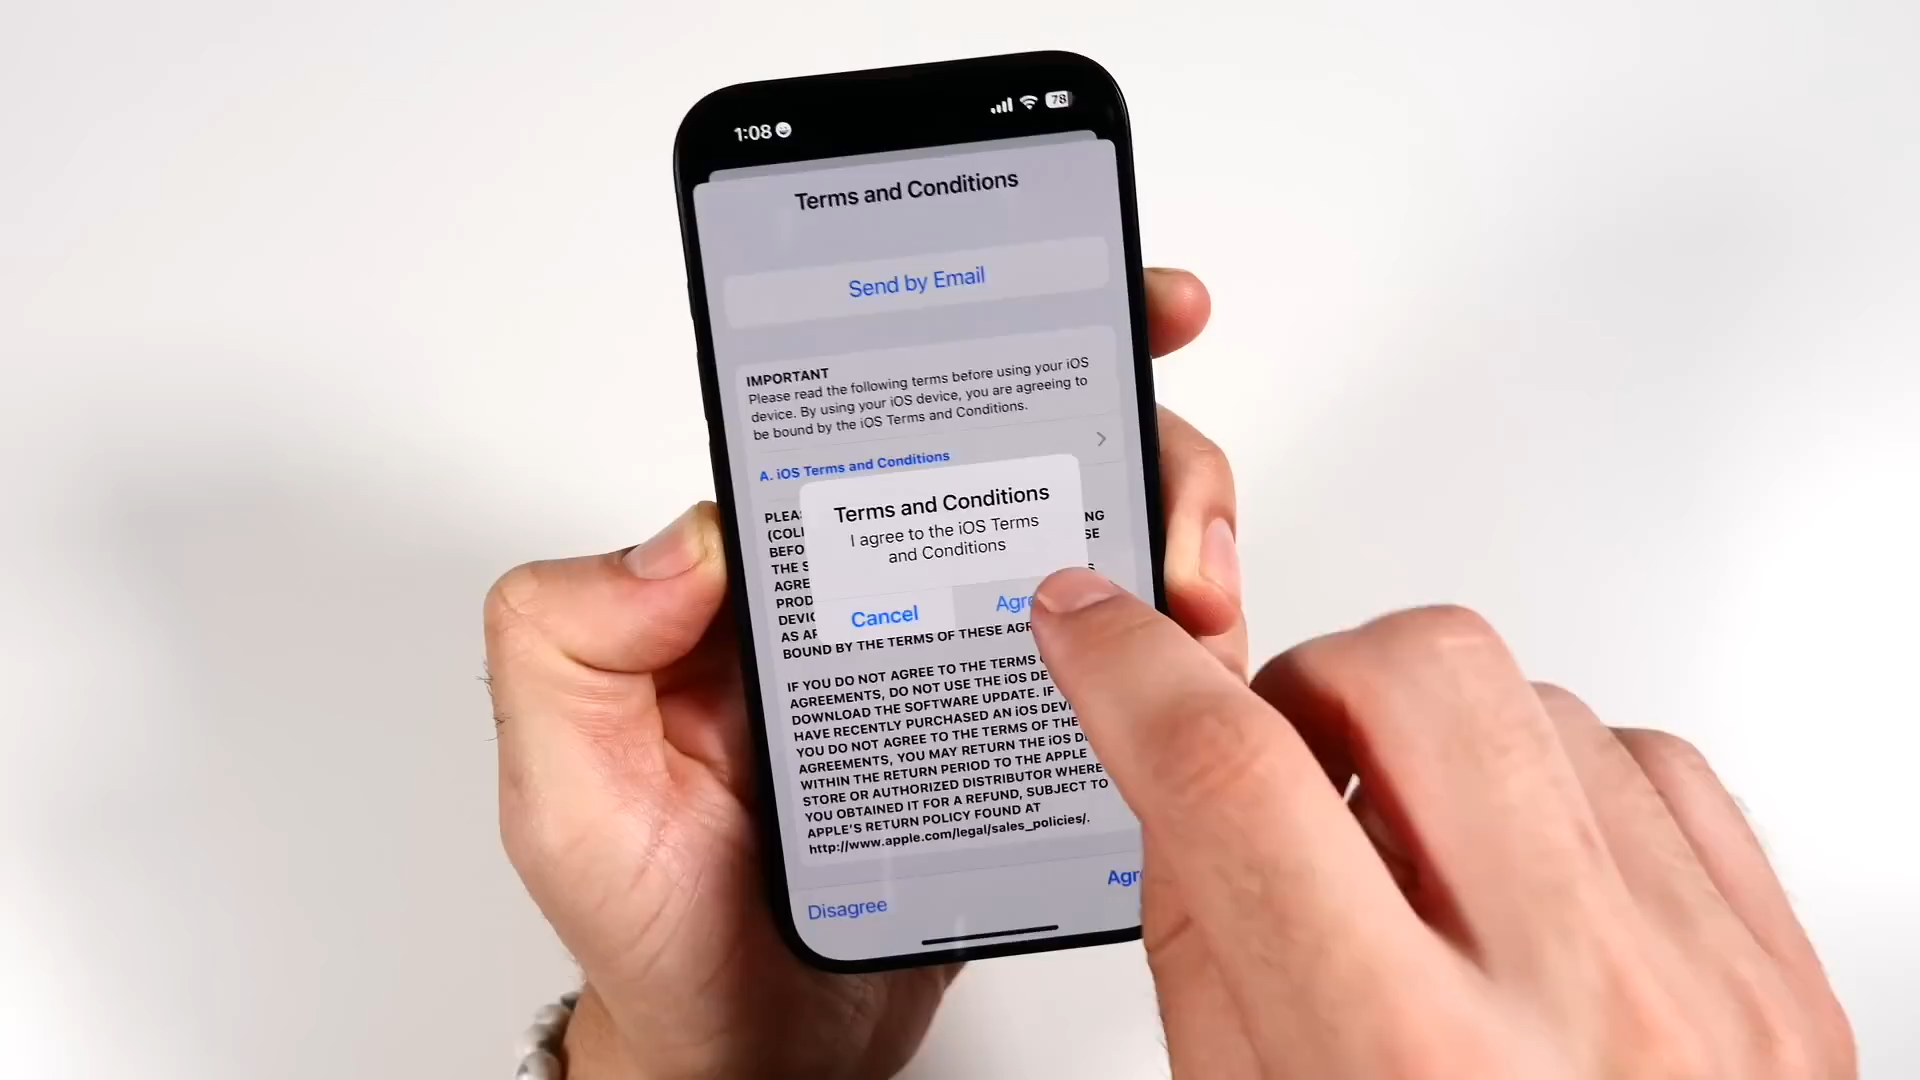 1:08
78
Terms and Conditions
Send by Email
IMPORTANT
Please read the following terms before using your iOS
device. By using your iOS device, you are agreeing to
be bound by the iOS Terms and Conditions.
A. iOS Terms and Conditions
Terms and Conditions
I agree to the iOS Terms
and Conditions
Cancel
BOUND BY THE TERMS OF THESE
IF YOU DO NOT AGREE TO THE TERMS
AGREEMENTS, DO NOT USE THE iOS
DOWNLOAD THE SOFTWARE UPDATE. IF
HAVE RECENTLY PURCHASED AN iOS
YOU DO NOT AGREE TO THE TERMS OF THE
AGREEMENTS, YOU MAY RETURN THE iOS
WITHIN THE RETURN PERIOD TO THE APPLE
STORE OR AUTHORIZED DISTRIBUTOR WHERE
YOU OBTAINED IT FOR A REFUND, SUBJECT TO
APPLE'S RETURN POLICY FOUND AT
http://www.apple.com/legal/sales_policies/.
Disagree